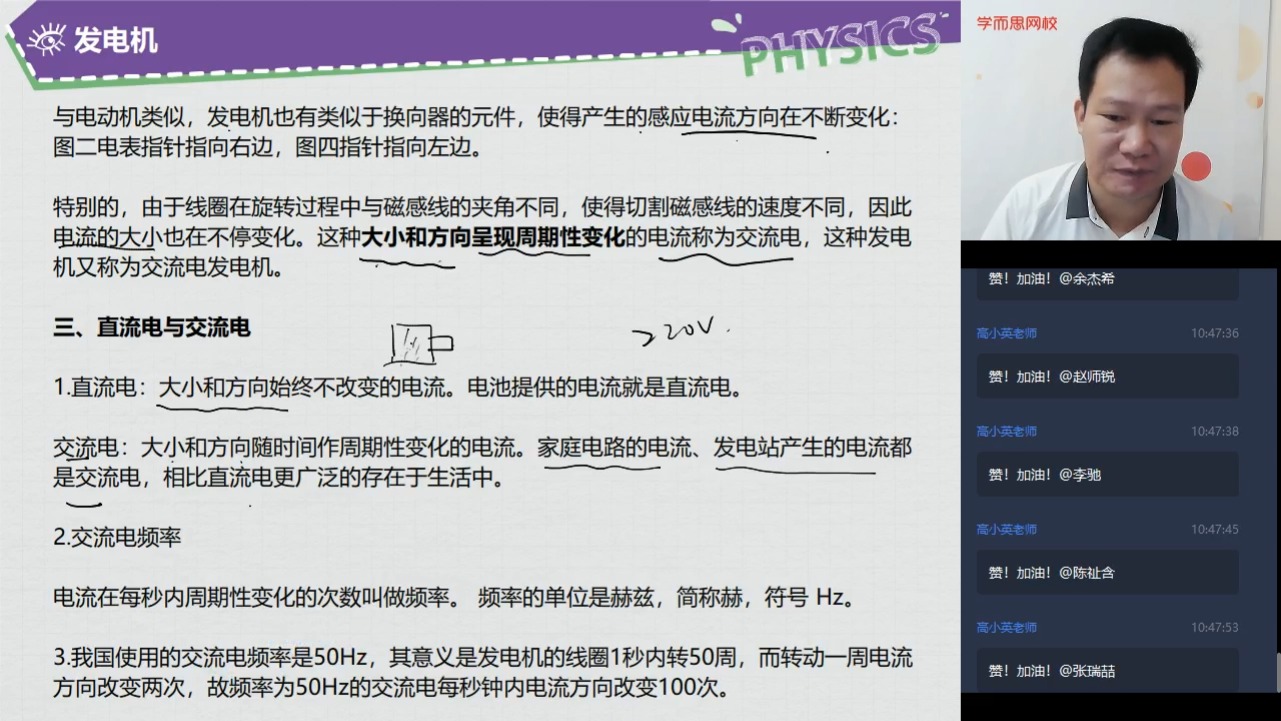 发电机
PHYSICS
与电动机类似，发电机也有类似于换向器的元件，使得产生的感应电流方向在不断变化：
图二电表指针指向右边，图四指针指向左边。
特别的，由于线圈在旋转过程中与磁感线的夹角不同，使得切割磁感线的速度不同，因此
电流的大小也在不停变化。这种大小和方向呈现周期性变化的电流称为交流电，这种发电
机又称为交流电发电机。
三、直流电与交流电
220V
1.直流电：大小和方向始终不改变的电流。电池提供的电流就是直流电。
交流电：大小和方向随时间作周期性变化的电流。家庭电路的电流、发电站产生的电流都
是交流电，相比直流电更广泛的存在于生活中。
2.交流电频率
电流在每秒内周期性变化的次数叫做频率。 频率的单位是赫兹，简称赫，符号 Hz。
3.我国使用的交流电频率是50Hz，其意义是发电机的线圈1秒内转50周，而转动一周电流
方向改变两次，故频率为50Hz的交流电每秒钟内电流方向改变100次。
学而思网校
赞！加油！@余杰希
高小英老师 10:47:36
赞！加油！@赵师锐
高小英老师 10:47:38
赞！加油！@李驰
高小英老师 10:47:45
赞！加油！@陈祉含
高小英老师 10:47:53
赞！加油！@张瑞喆